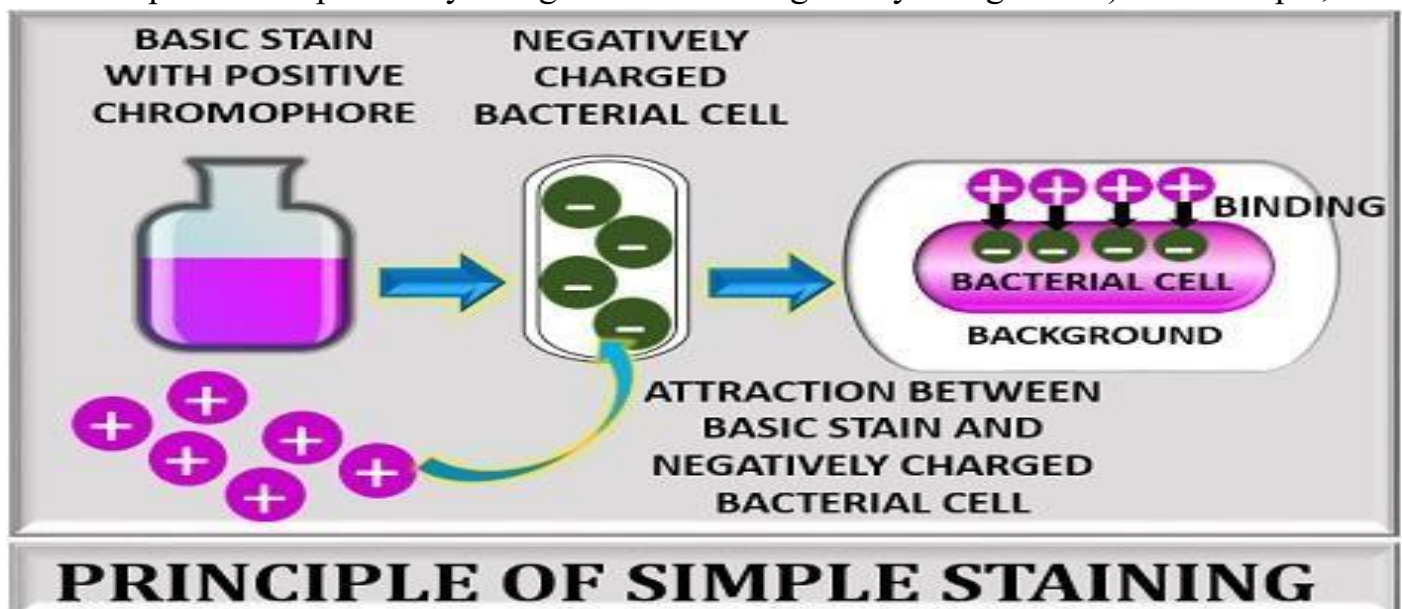 BASIC STAIN
WITH POSITIVE
CHROMOPHORE
NEGATIVELY
CHARGED
BACTERIAL CELL
+ + + +
BINDING
- - - -
BACTERIAL CELL
BACKGROUND
-
-
-
-
+
+
+
+
+
+
ATTRACTION BETWEEN
BASIC STAIN AND
NEGATIVELY CHARGED
BACTERIAL CELL
PRINCIPLE OF SIMPLE STAINING